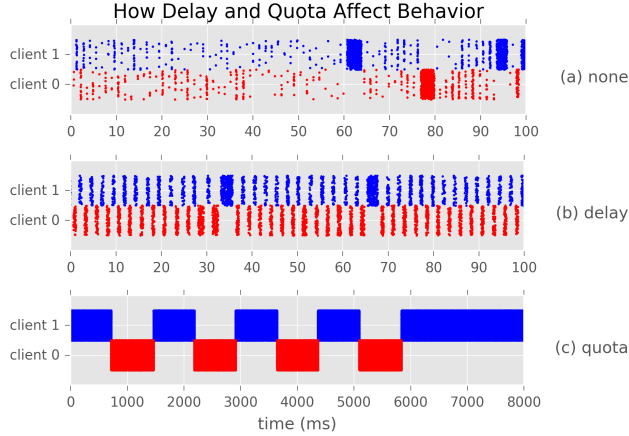 How Delay and Quota Affect Behavior
client 1
client 0
(a) none
0 10 20 30 40 50 60 70 80 90 100
client 1
client 0
(b) delay
0 10 20 30 40 50 60 70 80 90 100
client 1
client 0
(c) quota
0 1000 2000 3000 4000 5000 6000 7000 8000
time (ms)